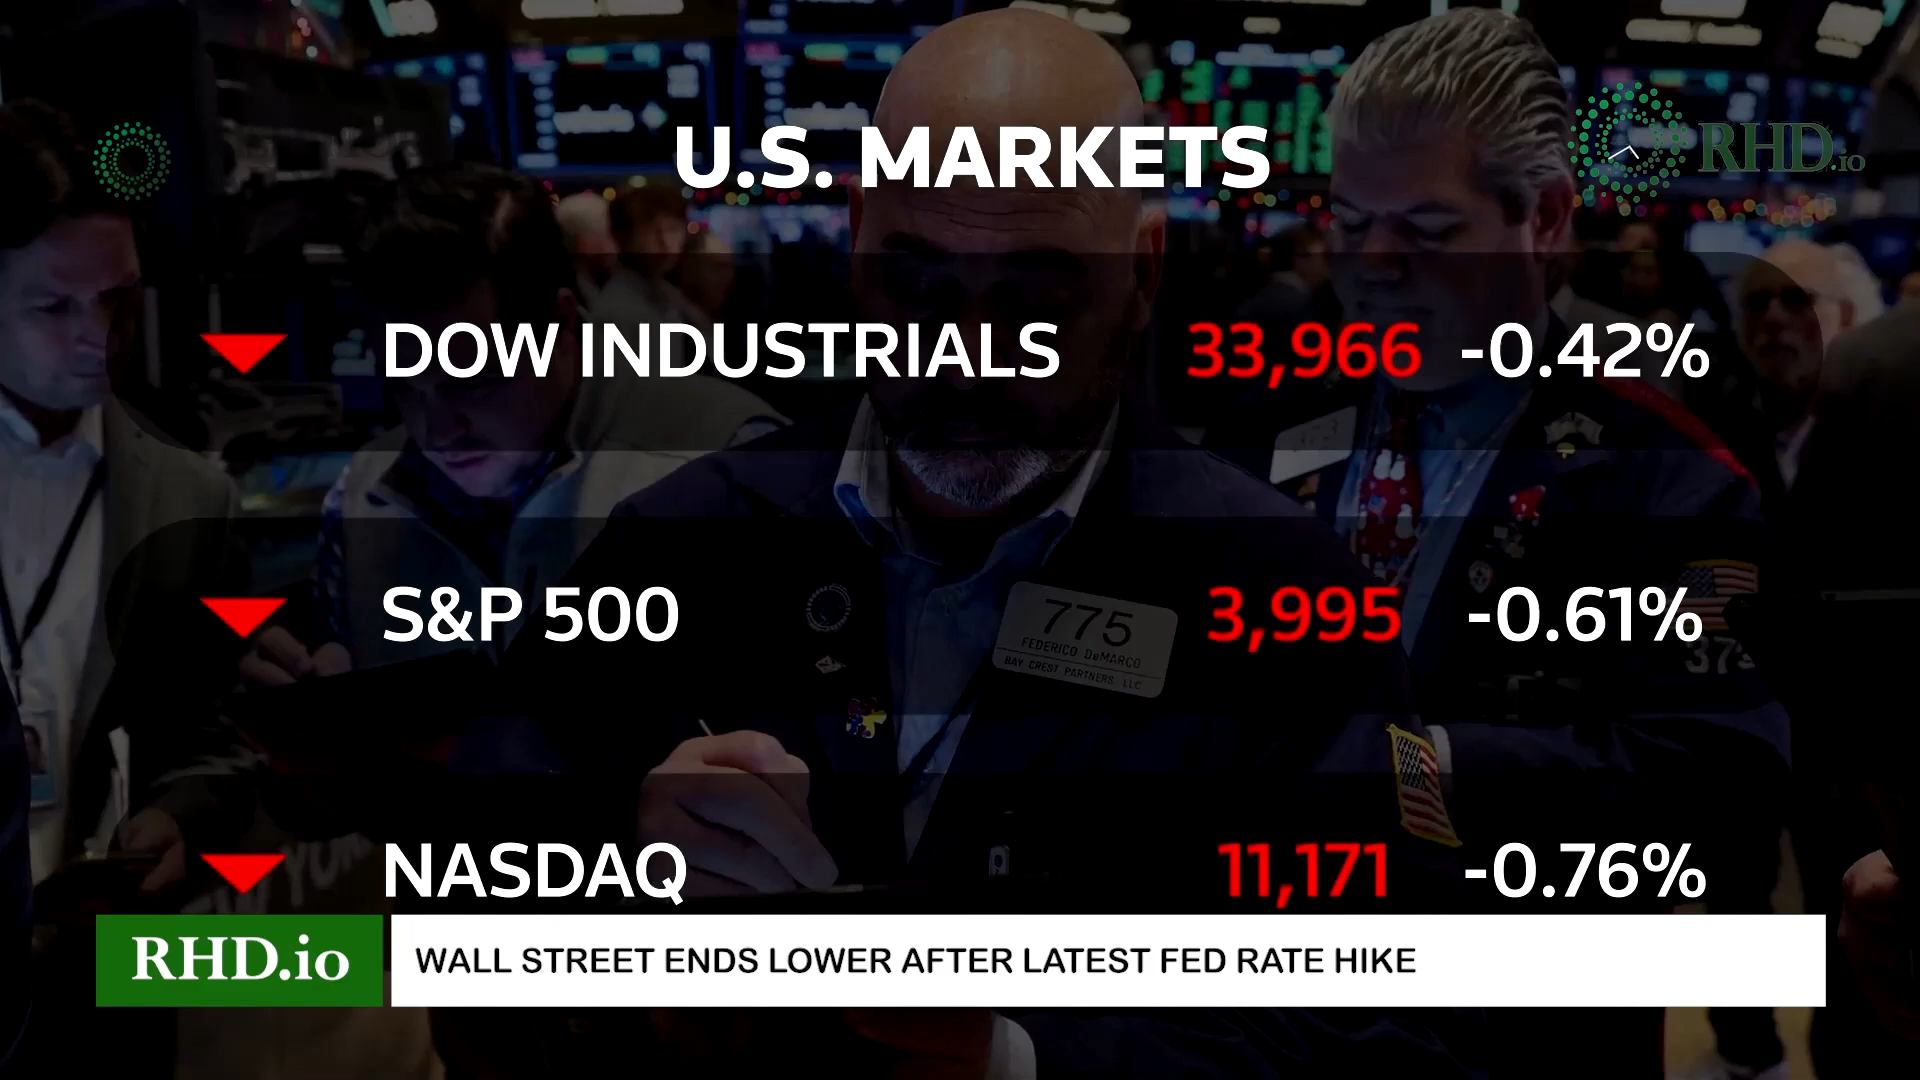 U.S. MARKETS
RHD.io
DOW INDUSTRIALS 33,966 -0.42%
S&P 500 3,995 -0.61%
775
FEDERICO DeMARCO
BAY CREST PARTNERS, LLC
373
NASDAQ 11,171 -0.76%
RHD.io WALL STREET ENDS LOWER AFTER LATEST FED RATE HIKE